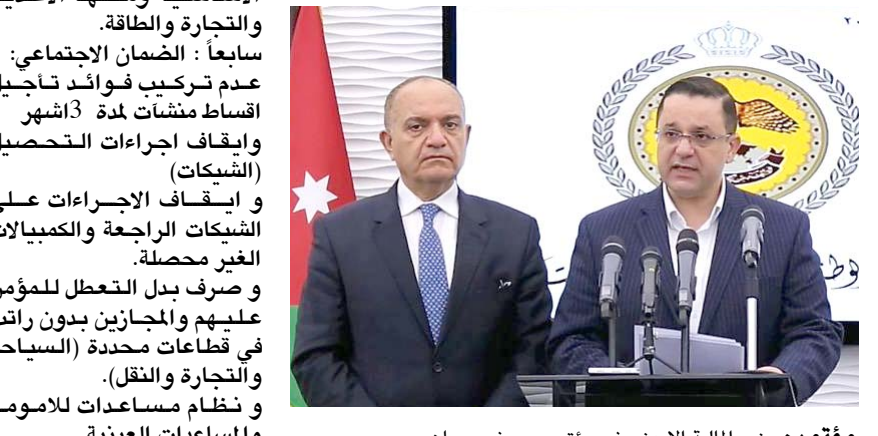 والتجارة والطاقة.
سابعاً : الضمان الاجتماعي:
عدم تركيب فوائد تأجيل
اقساط منشآت لمدة 3اشهر
وايقاف اجراءات التحصيل
(الشيكات)
و ايقاف الاجراءات على
الشيكات الراجعة والكمبيالات
الغير محصلة.
و صرف بدل التعطل للمؤمن
عليهم والمجازين بدون راتب
في قطاعات محددة (السياحة
والتجارة والنقل).
و نظام مساعدات للامومة